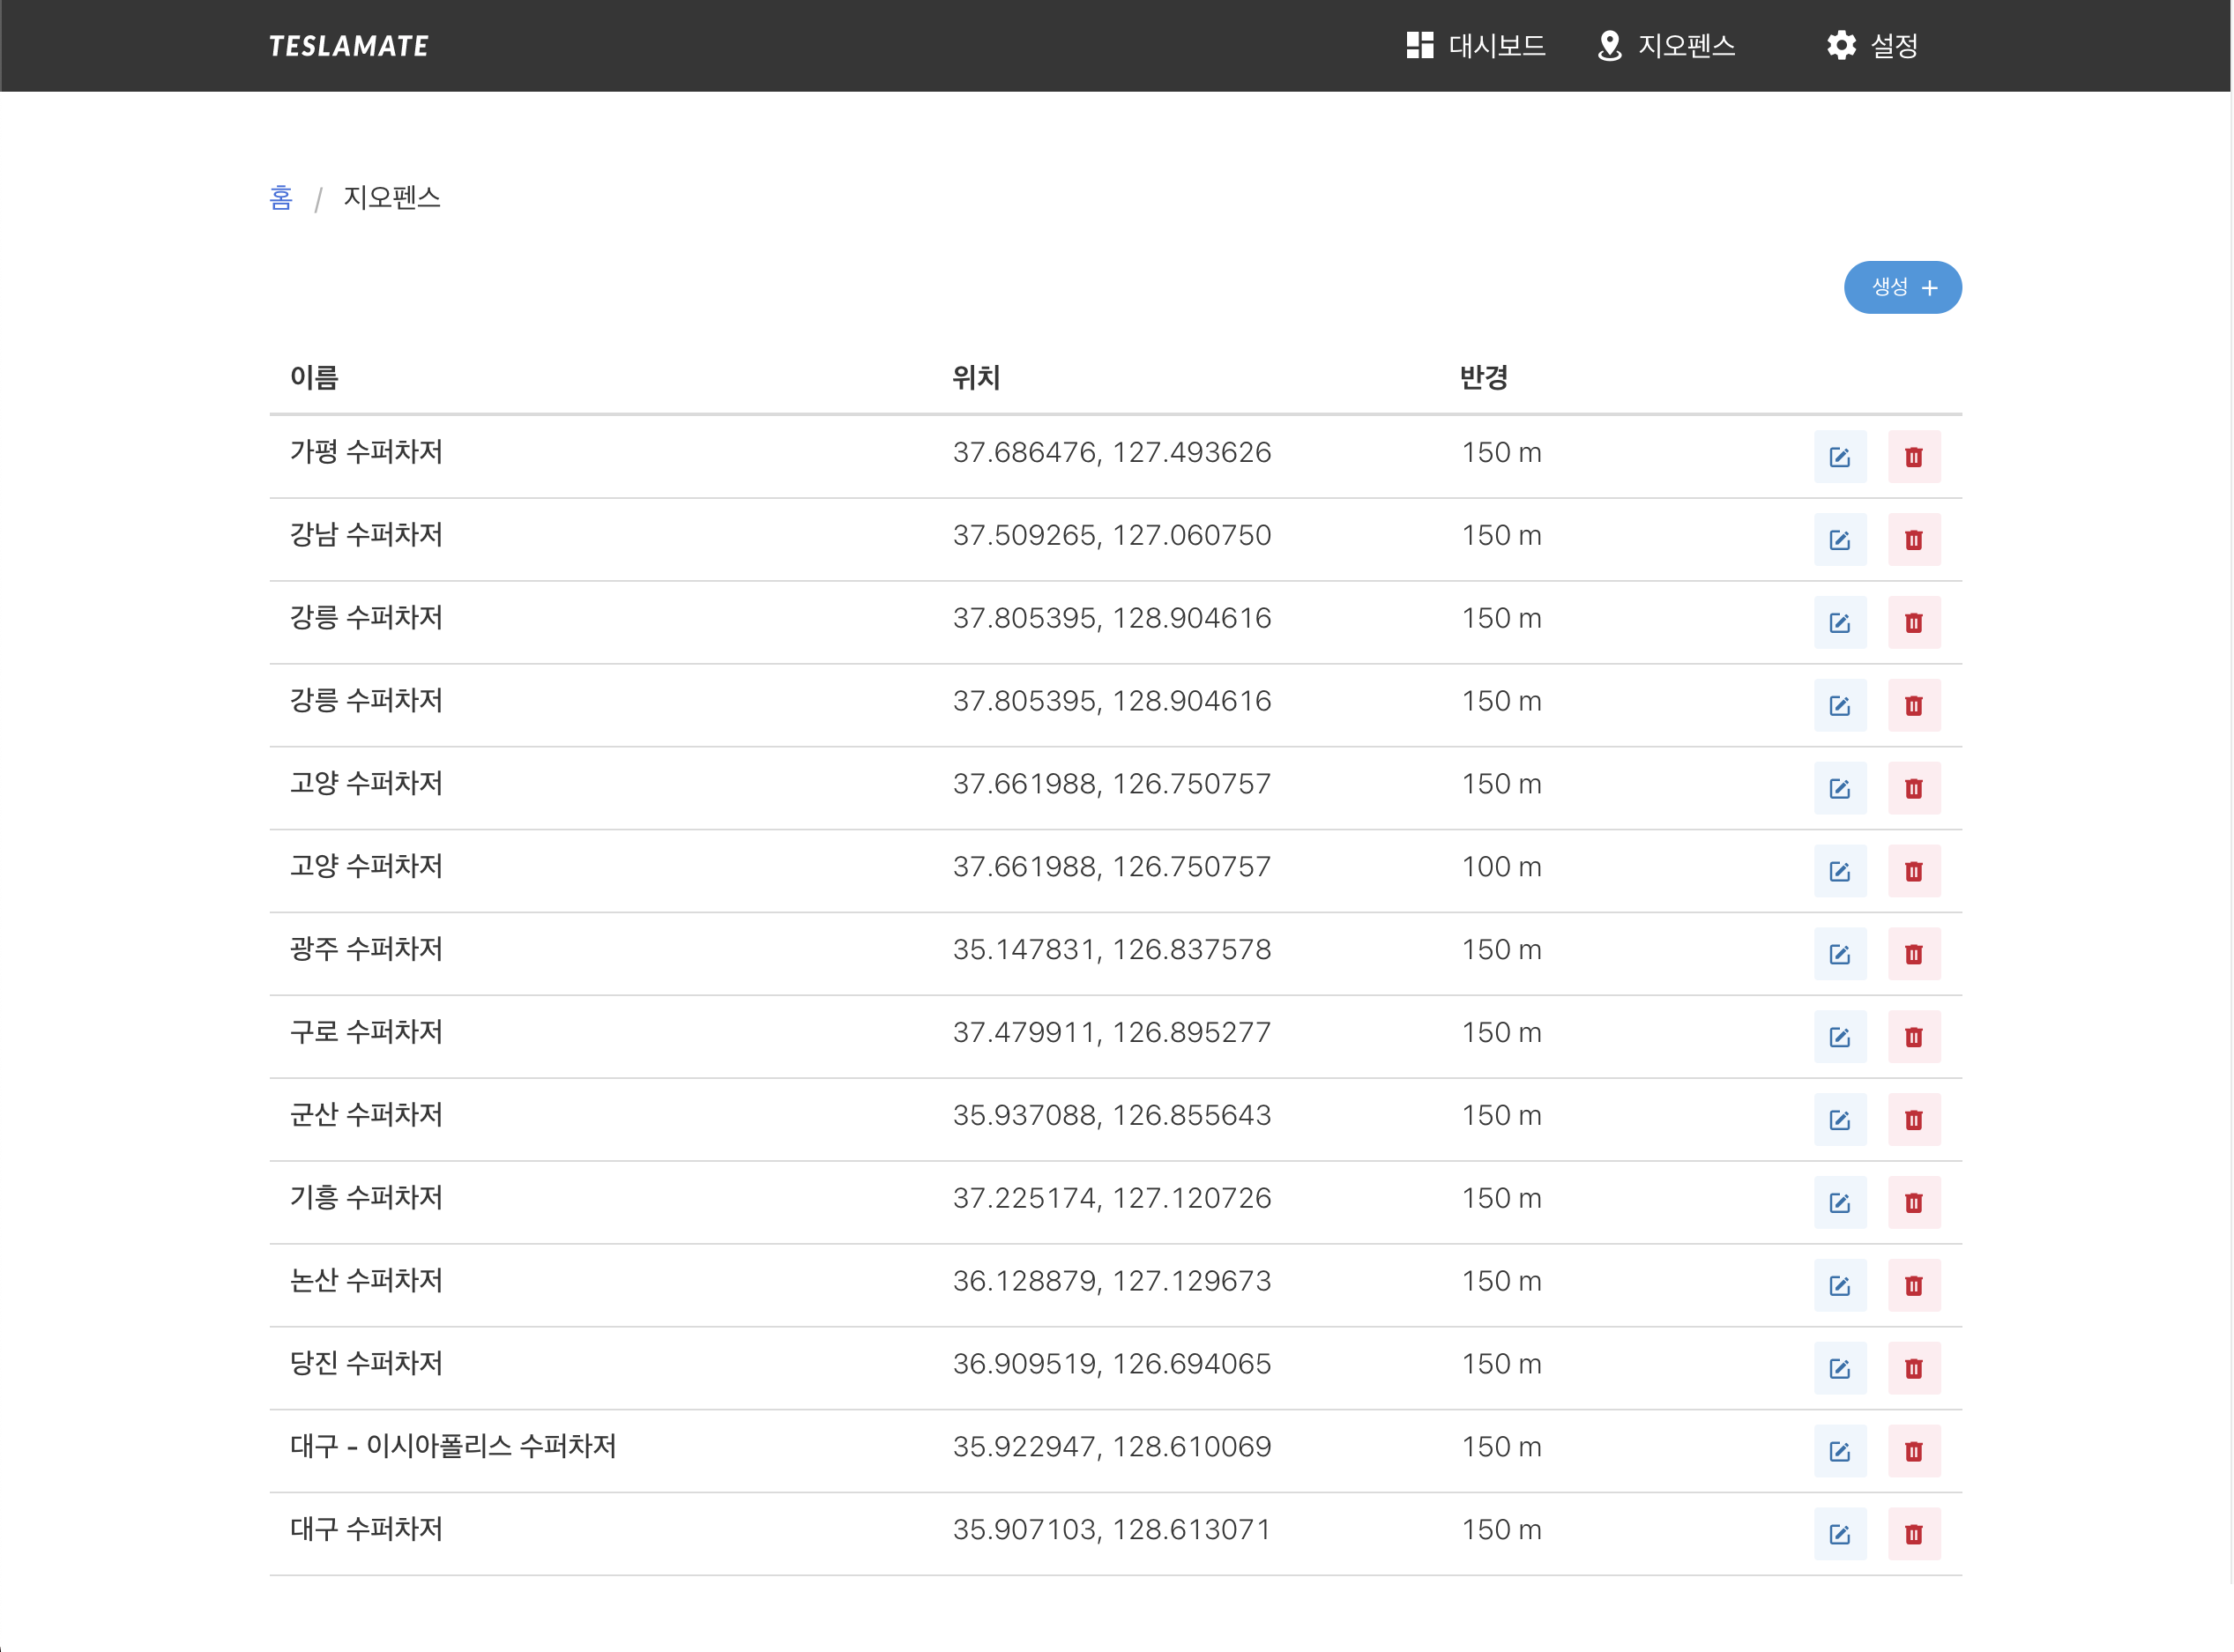 TESLAMATE 대시보드 지오펜스 설정
홈 / 지오펜스
생성 +
이름 위치 반경
가평 수퍼차저 37.686476, 127.493626 150 m
강남 수퍼차저 37.509265, 127.060750 150 m
강릉 수퍼차저 37.805395, 128.904616 150 m
강릉 수퍼차저 37.805395, 128.904616 150 m
고양 수퍼차저 37.661988, 126.750757 150 m
고양 수퍼차저 37.661988, 126.750757 100 m
광주 수퍼차저 35.147831, 126.837578 150 m
구로 수퍼차저 37.479911, 126.895277 150 m
군산 수퍼차저 35.937088, 126.855643 150 m
기흥 수퍼차저 37.225174, 127.120726 150 m
논산 수퍼차저 36.128879, 127.129673 150 m
당진 수퍼차저 36.909519, 126.694065 150 m
대구 - 이시아폴리스 수퍼차저 35.922947, 128.610069 150 m
대구 수퍼차저 35.907103, 128.613071 150 m